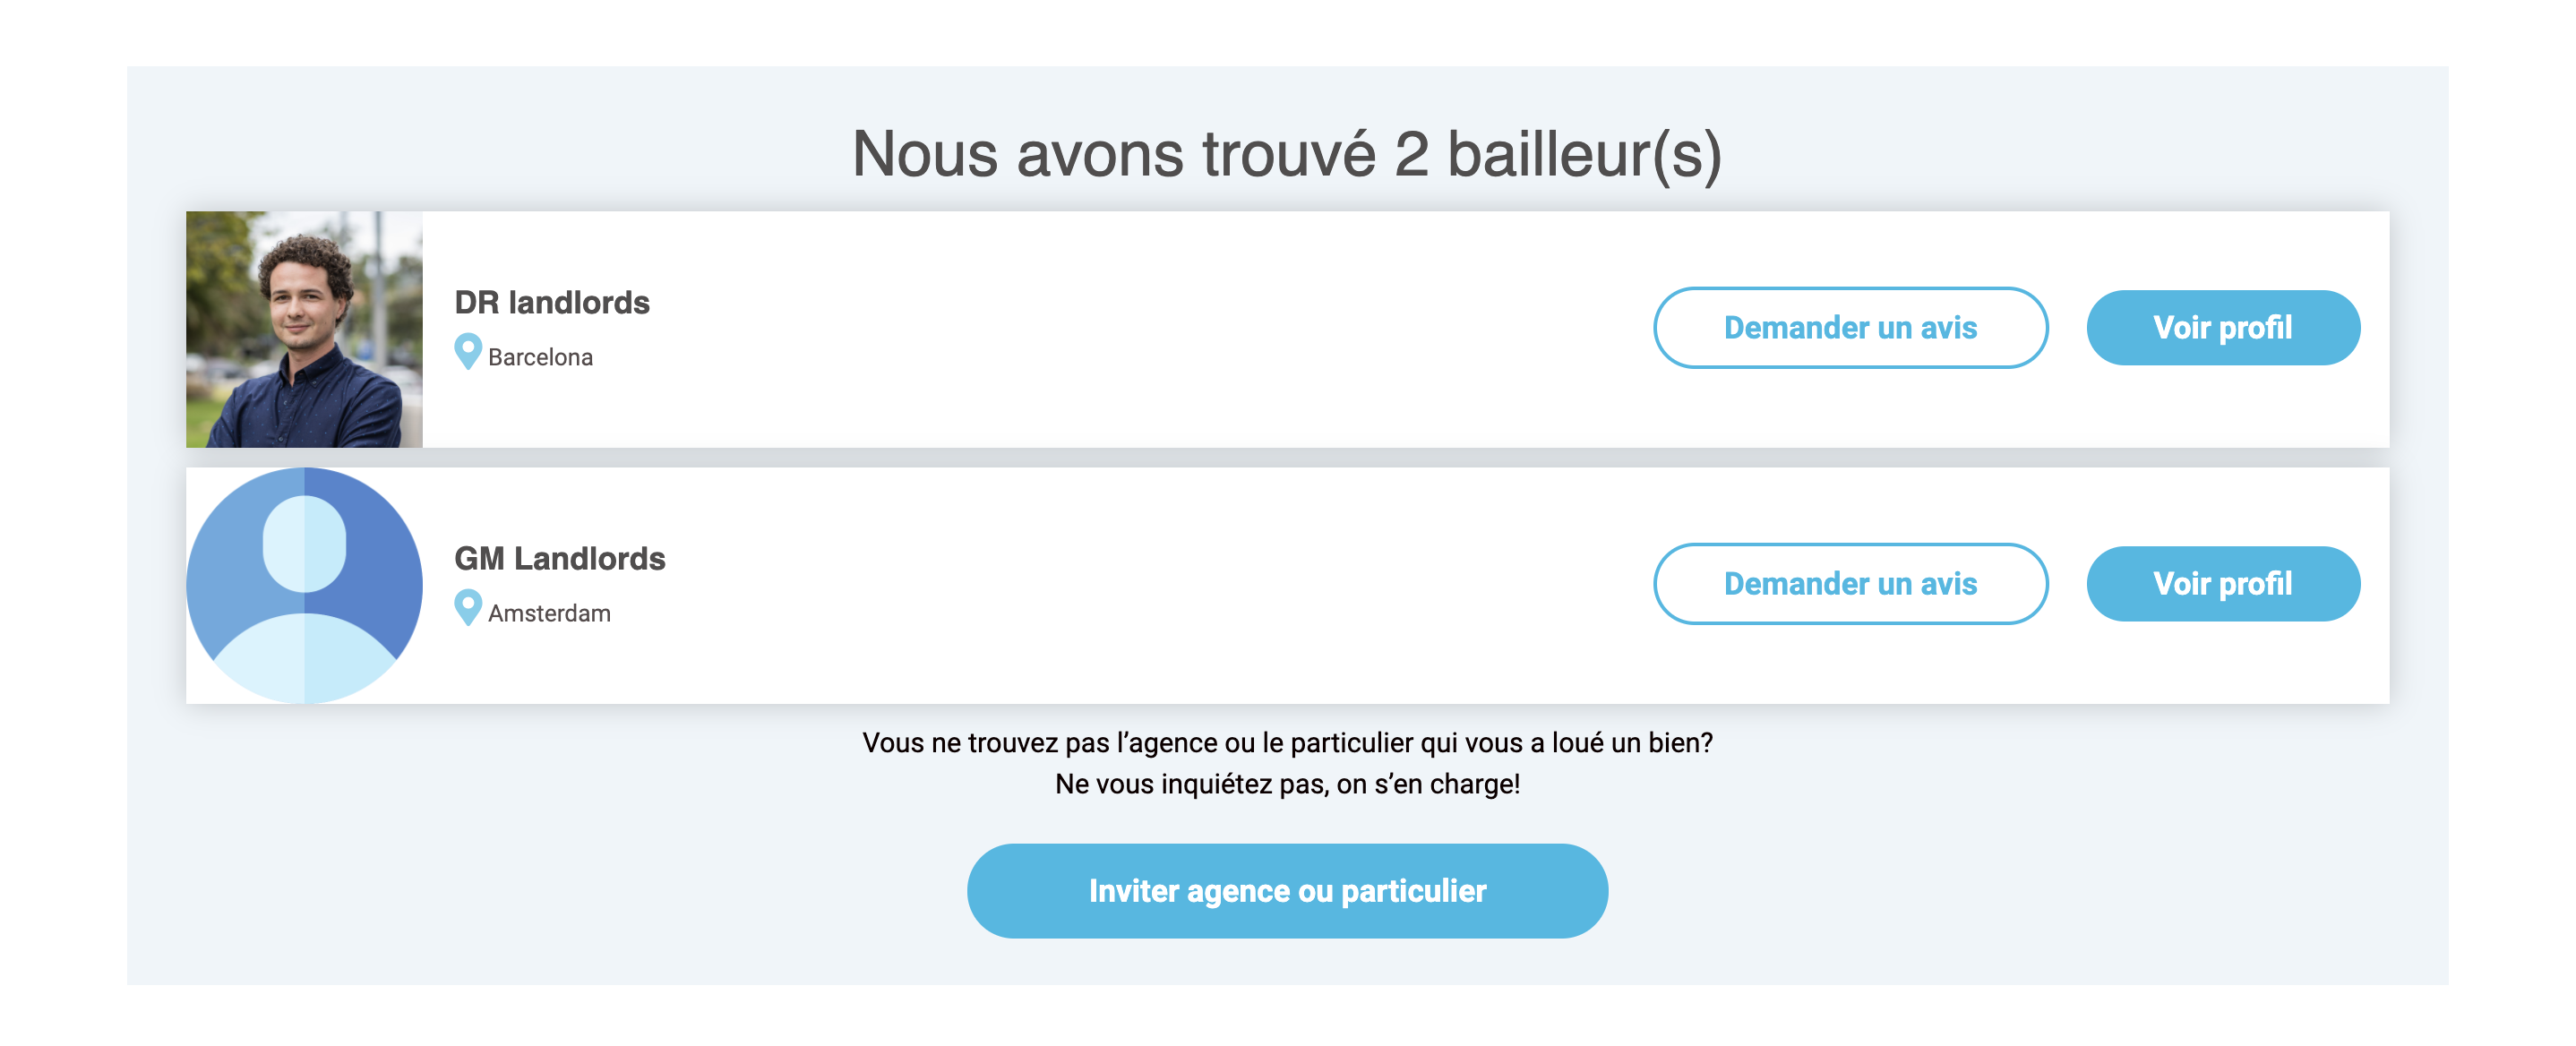 Nous avons trouvé 2 bailleur(s)
DR landlords
Barcelona
Demander un avis
Voir profil
GM Landlords
Amsterdam
Demander un avis
Voir profil
Vous ne trouvez pas l’agence ou le particulier qui vous a loué un bien?
Ne vous inquiétez pas, on s’en charge!
Inviter agence ou particulier